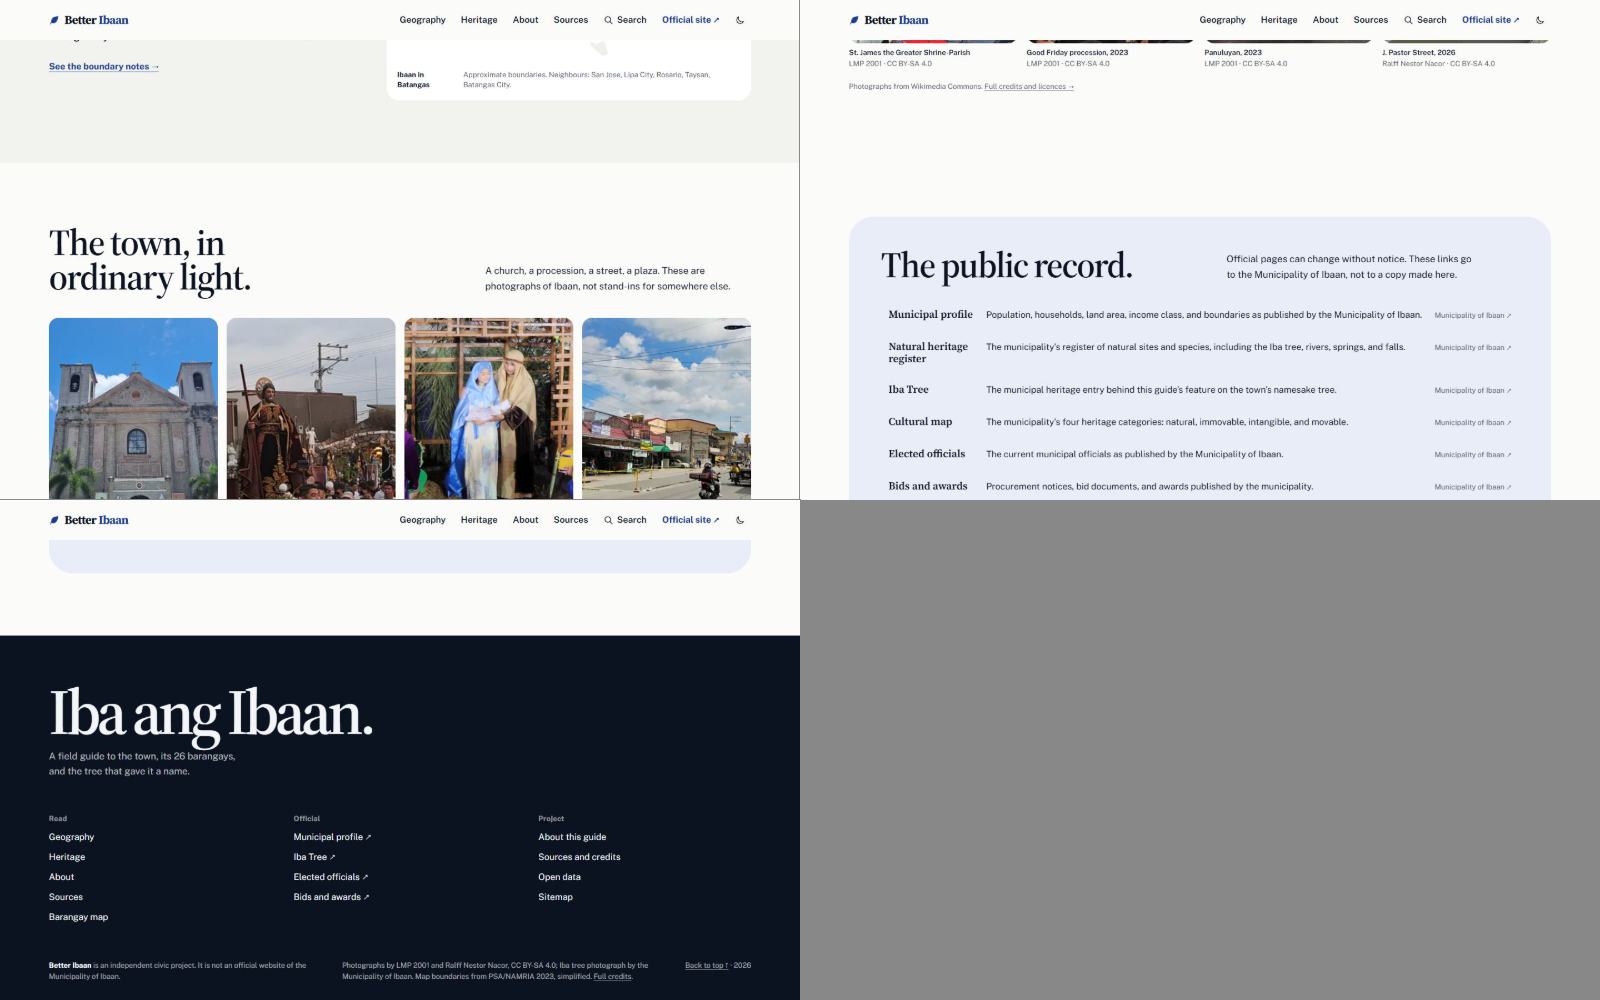 Better Ibaan
Geography Heritage About Sources Search Official site ↗
See the boundary notes →
Ibaan in
Batangas
Approximate boundaries. Neighbours: San Jose, Lipa City, Rosario, Taysan,
Batangas City.
The town, in
ordinary light.
A church, a procession, a street, a plaza. These are
photographs of Ibaan, not stand-ins for somewhere else.
Better Ibaan
Geography Heritage About Sources Search Official site ↗
St. James the Greater Shrine-Parish
LMP 2001 · CC BY-SA 4.0
Good Friday procession, 2023
LMP 2001 · CC BY-SA 4.0
Panuluyan, 2023
LMP 2001 · CC BY-SA 4.0
J. Pastor Street, 2026
Ralff Nestor Nacor · CC BY-SA 4.0
Photographs from Wikimedia Commons. Full credits and licences →
The public record.
Official pages can change without notice. These links go
to the Municipality of Ibaan, not to a copy made here.
Municipal profile Population, households, land area, income class, and boundaries as published by the Municipality of Ibaan. Municipality of Ibaan ↗
Natural heritage
register
The municipality's register of natural sites and species, including the Iba tree, rivers, springs, and falls. Municipality of Ibaan ↗
Iba Tree The municipal heritage entry behind this guide's feature on the town's namesake tree. Municipality of Ibaan ↗
Cultural map The municipality's four heritage categories: natural, immovable, intangible, and movable. Municipality of Ibaan ↗
Elected officials The current municipal officials as published by the Municipality of Ibaan. Municipality of Ibaan ↗
Bids and awards Procurement notices, bid documents, and awards published by the municipality. Municipality of Ibaan ↗
Better Ibaan
Geography Heritage About Sources Search Official site ↗
Iba ang Ibaan.
A field guide to the town, its 26 barangays,
and the tree that gave it a name.
Read
Geography
Heritage
About
Sources
Barangay map
Official
Municipal profile ↗
Iba Tree ↗
Elected officials ↗
Bids and awards ↗
Project
About this guide
Sources and credits
Open data
Sitemap
Better Ibaan is an independent civic project. It is not an official website of the
Municipality of Ibaan.
Photographs by LMP 2001 and Ralff Nestor Nacor, CC BY-SA 4.0; Iba tree photograph by the
Municipality of Ibaan. Map boundaries from PSA/NAMRIA 2023, simplified. Full credits.
Back to top ↑ · 2026